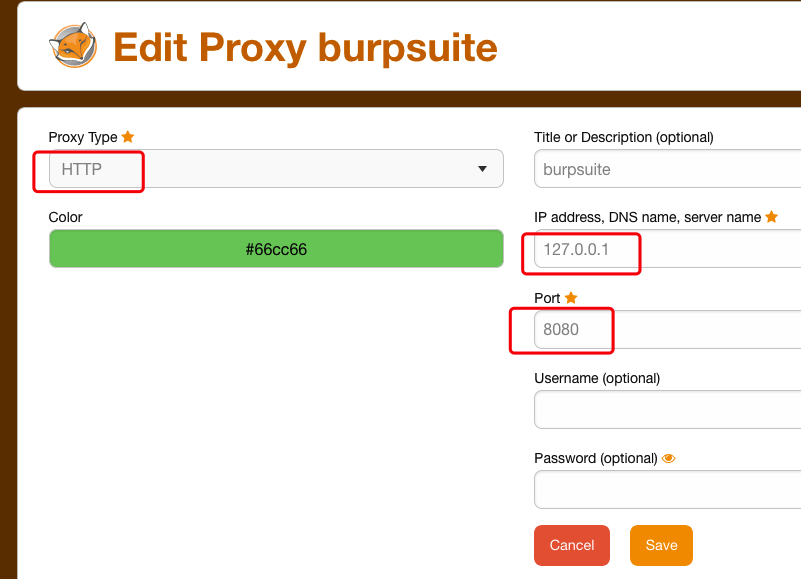 Edit Proxy burpsuite
Proxy Type
HTTP
Color
#66cc66
Title or Description (optional)
burpsuite
IP address, DNS name, server name
127.0.0.1
Port
8080
Username (optional)
Password (optional)
Cancel
Save